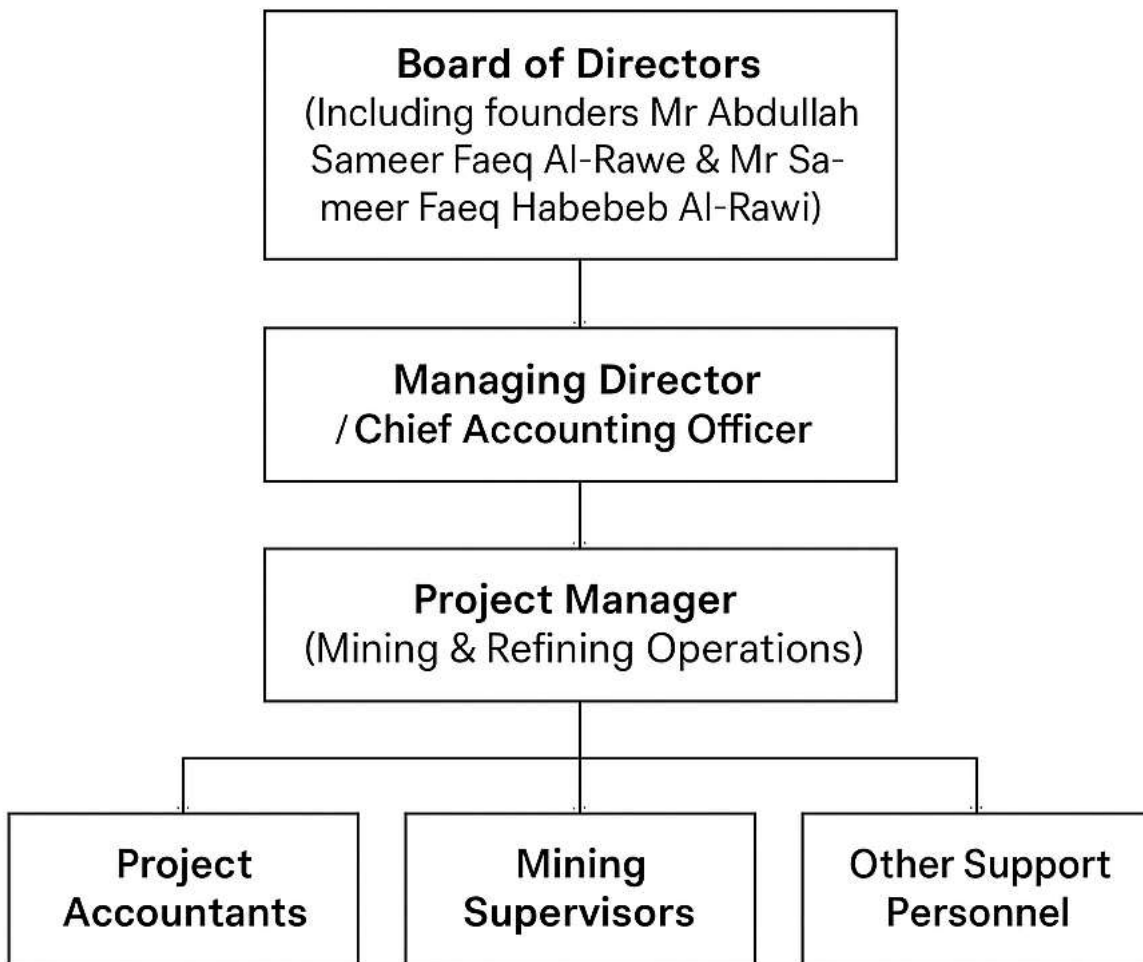 Board of Directors
(Including founders Mr Abdullah
Sameer Faeq Al-Rawe & Mr Sa-
meer Faeq Habebeb Al-Rawi)
Managing Director
/ Chief Accounting Officer
Project Manager
(Mining & Refining Operations)
Project
Accountants
Mining
Supervisors
Other Support
Personnel